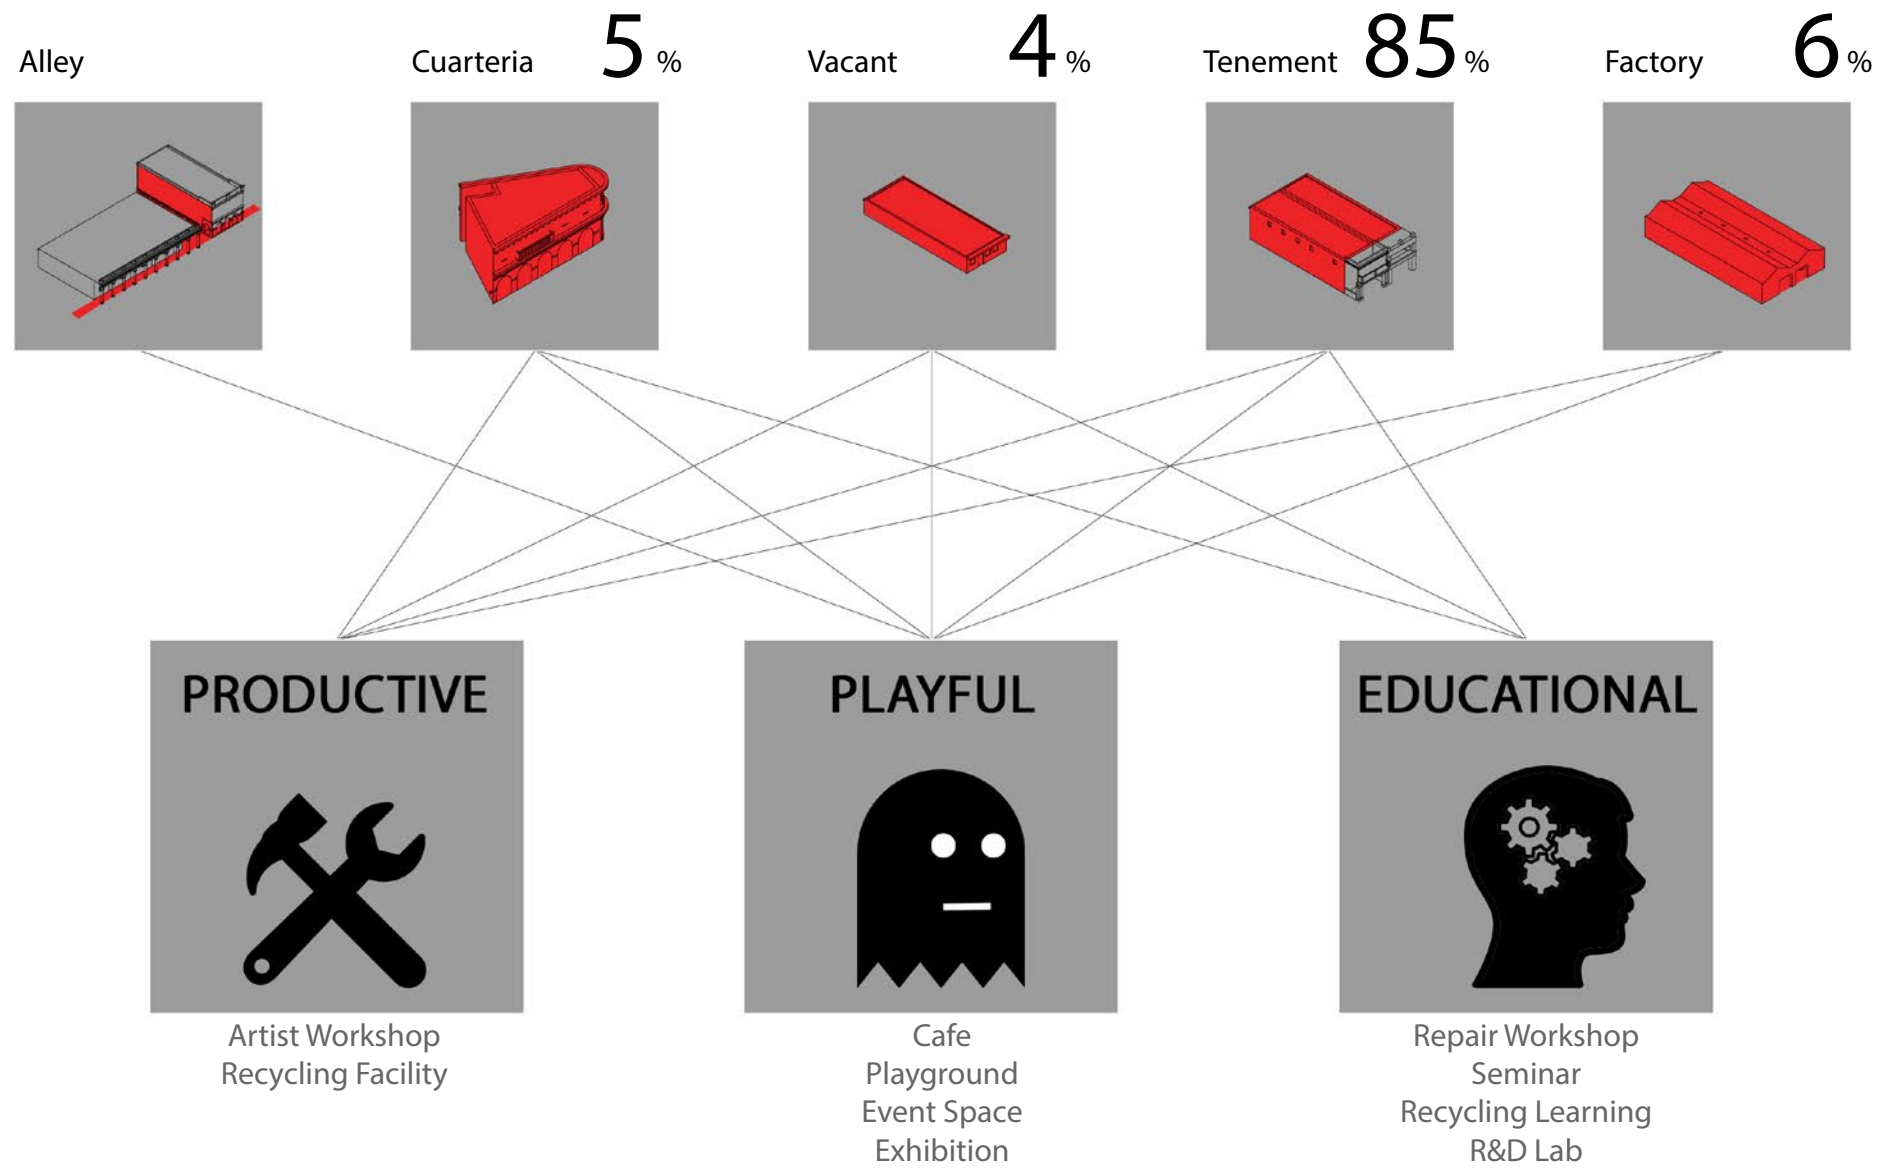 Alley
Cuarteria 5 %
Vacant 4 %
Tenement 85 %
Factory 6 %
PRODUCTIVE
Artist Workshop
Recycling Facility
PLAYFUL
Cafe
Playground
Event Space
Exhibition
EDUCATIONAL
Repair Workshop
Seminar
Recycling Learning
R&D Lab